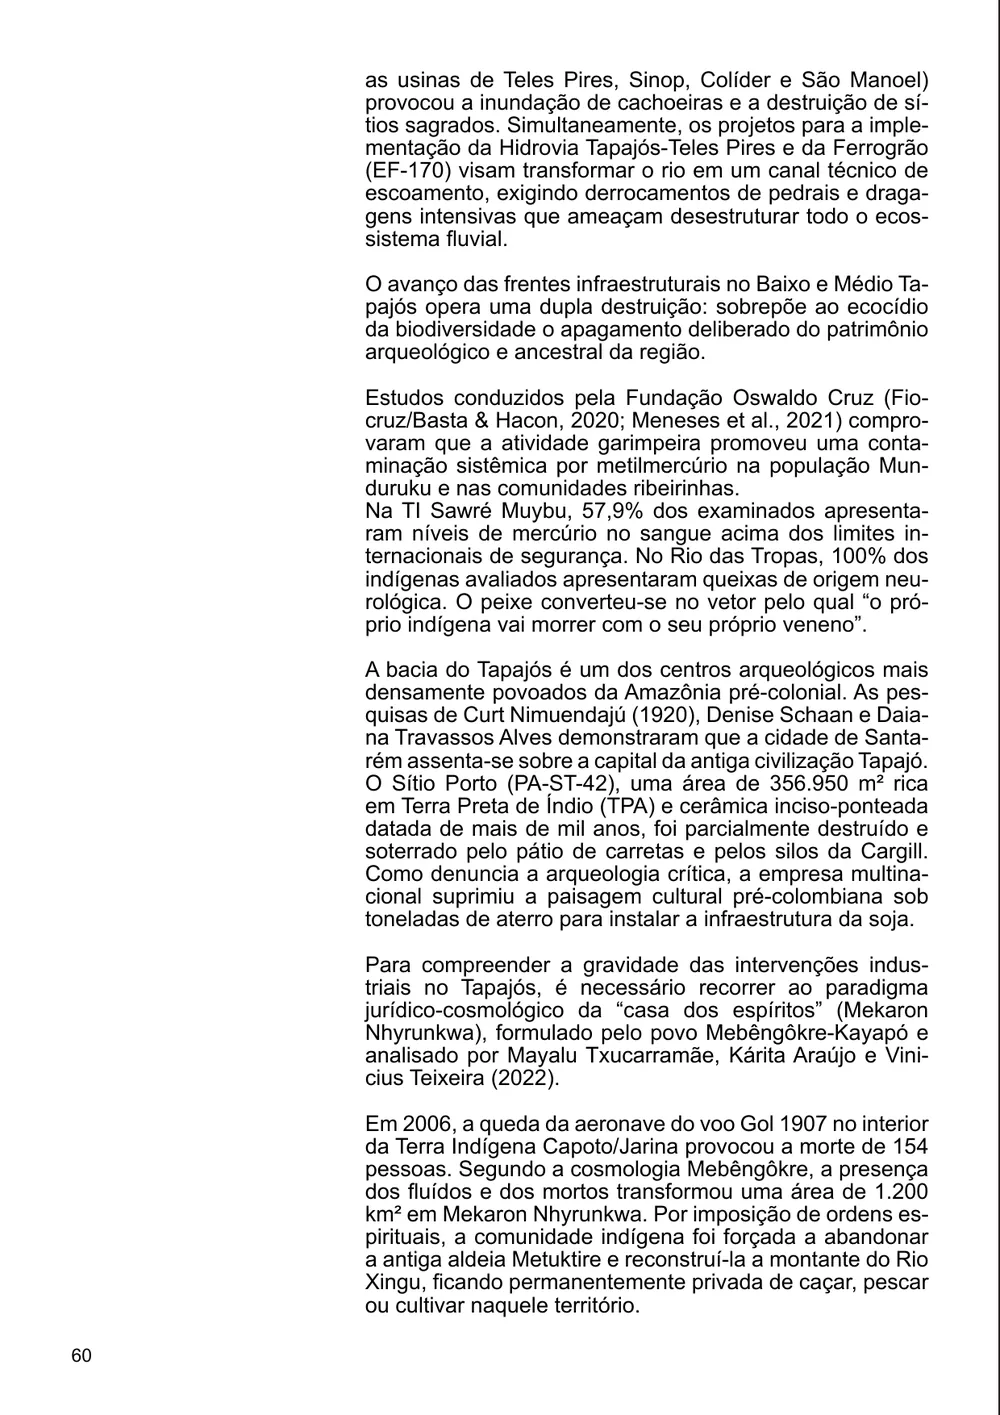 as usinas de Teles Pires, Sinop, Colíder e São Manoel)
provocou a inundação de cachoeiras e a destruição de sí-
tios sagrados. Simultaneamente, os projetos para a imple-
mentação da Hidrovia Tapajós-Teles Pires e da Ferrogrão
(EF-170) visam transformar o rio em um canal técnico de
escoamento, exigindo derrocamentos de pedrais e draga-
gens intensivas que ameaçam desestruturar todo o ecos-
sistema fluvial.
O avanço das frentes infraestruturais no Baixo e Médio Ta-
pajós opera uma dupla destruição: sobrepõe ao ecocídio
da biodiversidade o apagamento deliberado do patrimônio
arqueológico e ancestral da região.
Estudos conduzidos pela Fundação Oswaldo Cruz (Fio-
cruz/Basta & Hacon, 2020; Meneses et al., 2021) compro-
varam que a atividade garimpeira promoveu uma conta-
minação sistêmica por metilmercúrio na população Mun-
duruku e nas comunidades ribeirinhas.
Na TI Sawré Muybu, 57,9% dos examinados apresenta-
ram níveis de mercúrio no sangue acima dos limites in-
ternacionais de segurança. No Rio das Tropas, 100% dos
indígenas avaliados apresentaram queixas de origem neu-
rológica. O peixe converteu-se no vetor pelo qual “o pró-
prio indígena vai morrer com o seu próprio veneno”.
A bacia do Tapajós é um dos centros arqueológicos mais
densamente povoados da Amazônia pré-colonial. As pes-
quisas de Curt Nimuendajú (1920), Denise Schaan e Daia-
na Travassos Alves demonstraram que a cidade de Santa-
rém assenta-se sobre a capital da antiga civilização Tapajó.
O Sítio Porto (PA-ST-42), uma área de 356.950 m² rica
em Terra Preta de Índio (TPA) e cerâmica inciso-ponteada
datada de mais de mil anos, foi parcialmente destruído e
soterrado pelo pátio de carretas e pelos silos da Cargill.
Como denuncia a arqueologia crítica, a empresa multina-
cional suprimiu a paisagem cultural pré-colombiana sob
toneladas de aterro para instalar a infraestrutura da soja.
Para compreender a gravidade das intervenções indus-
triais no Tapajós, é necessário recorrer ao paradigma
jurídico-cosmológico da “casa dos espíritos” (Mekaron
Nhyrunkwa), formulado pelo povo Mebêngôkre-Kayapó e
analisado por Mayalu Txucarramãe, Kárita Araújo e Vini-
cius Teixeira (2022).
Em 2006, a queda da aeronave do voo Gol 1907 no interior
da Terra Indígena Capoto/Jarina provocou a morte de 154
pessoas. Segundo a cosmologia Mebêngôkre, a presença
dos fluídos e dos mortos transformou uma área de 1.200
km² em Mekaron Nhyrunkwa. Por imposição de ordens es-
pirituais, a comunidade indígena foi forçada a abandonar
a antiga aldeia Metuktire e reconstruí-la a montante do Rio
Xingu, ficando permanentemente privada de caçar, pescar
ou cultivar naquele território.
60